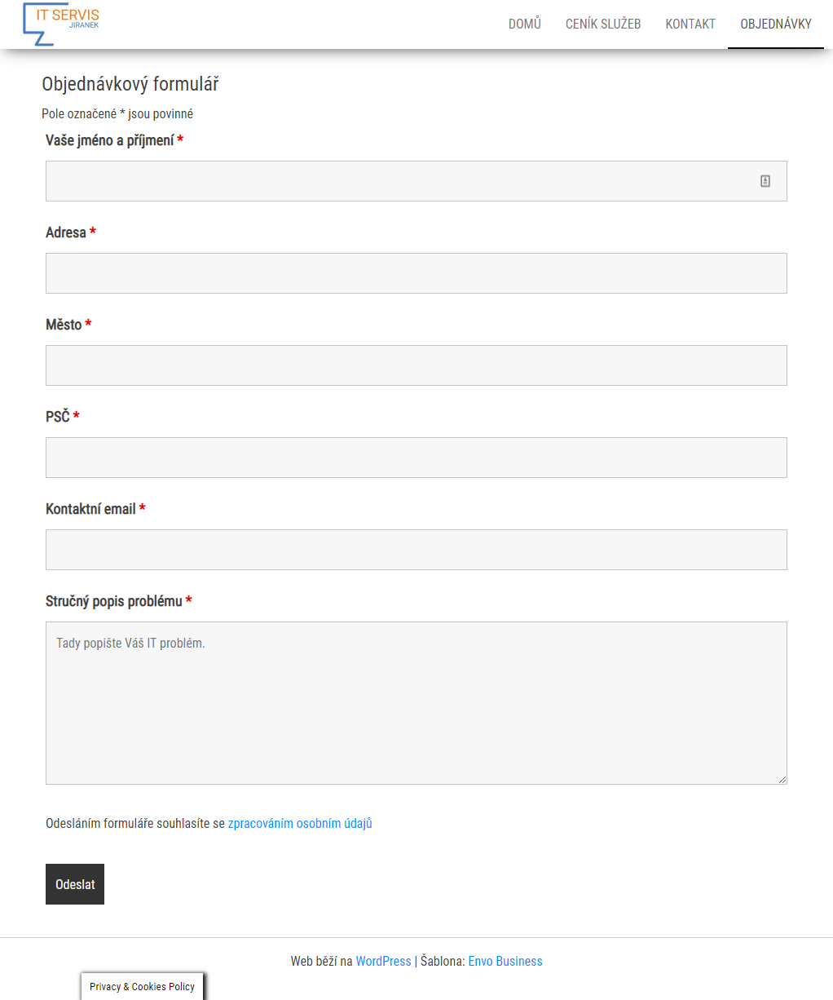 IT SERVIS
JIRANEK
DOMŮ CENÍK SLUŽEB KONTAKT OBJEDNÁVKY
Objednávkový formulář
Pole označené * jsou povinné
Vaše jméno a příjmení *
Adresa *
Město *
PSČ *
Kontaktní email *
Stručný popis problému *
Tady popište Váš IT problém.
Odesláním formuláře souhlasíte se zpracováním osobním údajů
Odeslat
Web běží na WordPress | Šablona: Envo Business
Privacy & Cookies Policy